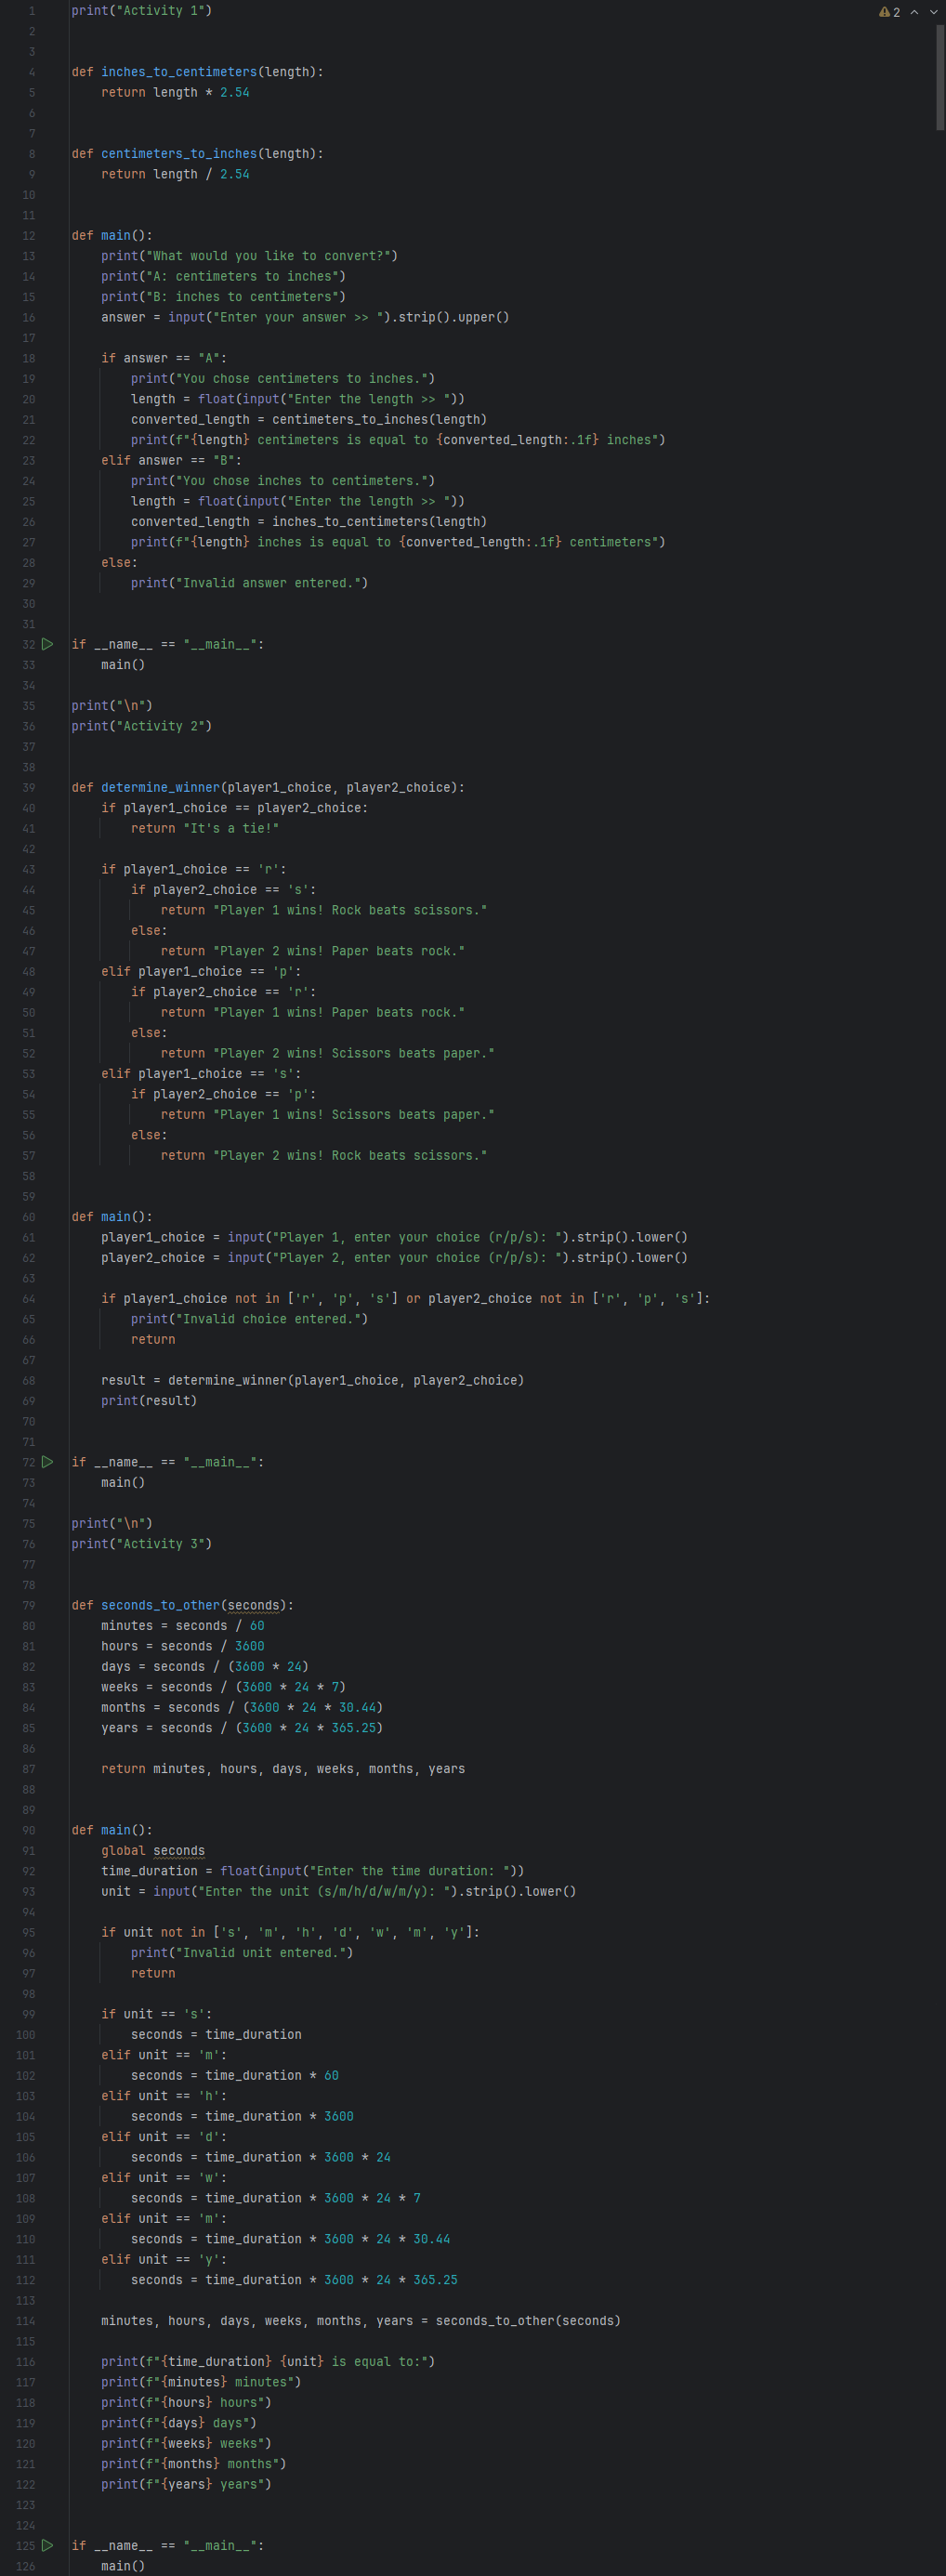 2
1 print("Activity 1")
2
3
4 def inches_to_centimeters(length):
5     return length * 2.54
6
7
8 def centimeters_to_inches(length):
9     return length / 2.54
10
11
12 def main():
13     print("What would you like to convert?")
14     print("A: centimeters to inches")
15     print("B: inches to centimeters")
16     answer = input("Enter your answer >> ").strip().upper()
17
18     if answer == "A":
19         print("You chose centimeters to inches.")
20         length = float(input("Enter the length >> "))
21         converted_length = centimeters_to_inches(length)
22         print(f"{length} centimeters is equal to {converted_length:.1f} inches")
23     elif answer == "B":
24         print("You chose inches to centimeters.")
25         length = float(input("Enter the length >> "))
26         converted_length = inches_to_centimeters(length)
27         print(f"{length} inches is equal to {converted_length:.1f} centimeters")
28     else:
29         print("Invalid answer entered.")
30
31
32 if __name__ == "__main__":
33     main()
34
35 print("\n")
36 print("Activity 2")
37
38
39 def determine_winner(player1_choice, player2_choice):
40     if player1_choice == player2_choice:
41         return "It's a tie!"
42
43     if player1_choice == 'r':
44         if player2_choice == 's':
45             return "Player 1 wins! Rock beats scissors."
46         else:
47             return "Player 2 wins! Paper beats rock."
48     elif player1_choice == 'p':
49         if player2_choice == 'r':
50             return "Player 1 wins! Paper beats rock."
51         else:
52             return "Player 2 wins! Scissors beats paper."
53     elif player1_choice == 's':
54         if player2_choice == 'p':
55             return "Player 1 wins! Scissors beats paper."
56         else:
57             return "Player 2 wins! Rock beats scissors."
58
59
60 def main():
61     player1_choice = input("Player 1, enter your choice (r/p/s): ").strip().lower()
62     player2_choice = input("Player 2, enter your choice (r/p/s): ").strip().lower()
63
64     if player1_choice not in ['r', 'p', 's'] or player2_choice not in ['r', 'p', 's']:
65         print("Invalid choice entered.")
66         return
67
68     result = determine_winner(player1_choice, player2_choice)
69     print(result)
70
71
72 if __name__ == "__main__":
73     main()
74
75 print("\n")
76 print("Activity 3")
77
78
79 def seconds_to_other(seconds):
80     minutes = seconds / 60
81     hours = seconds / 3600
82     days = seconds / (3600 * 24)
83     weeks = seconds / (3600 * 24 * 7)
84     months = seconds / (3600 * 24 * 30.44)
85     years = seconds / (3600 * 24 * 365.25)
86
87     return minutes, hours, days, weeks, months, years
88
89
90 def main():
91     global seconds
92     time_duration = float(input("Enter the time duration: "))
93     unit = input("Enter the unit (s/m/h/d/w/m/y): ").strip().lower()
94
95     if unit not in ['s', 'm', 'h', 'd', 'w', 'm', 'y']:
96         print("Invalid unit entered.")
97         return
98
99     if unit == 's':
100         seconds = time_duration
101     elif unit == 'm':
102         seconds = time_duration * 60
103     elif unit == 'h':
104         seconds = time_duration * 3600
105     elif unit == 'd':
106         seconds = time_duration * 3600 * 24
107     elif unit == 'w':
108         seconds = time_duration * 3600 * 24 * 7
109     elif unit == 'm':
110         seconds = time_duration * 3600 * 24 * 30.44
111     elif unit == 'y':
112         seconds = time_duration * 3600 * 24 * 365.25
113
114     minutes, hours, days, weeks, months, years = seconds_to_other(seconds)
115
116     print(f"{time_duration} {unit} is equal to:")
117     print(f"{minutes} minutes")
118     print(f"{hours} hours")
119     print(f"{days} days")
120     print(f"{weeks} weeks")
121     print(f"{months} months")
122     print(f"{years} years")
123
124
125 if __name__ == "__main__":
126     main()